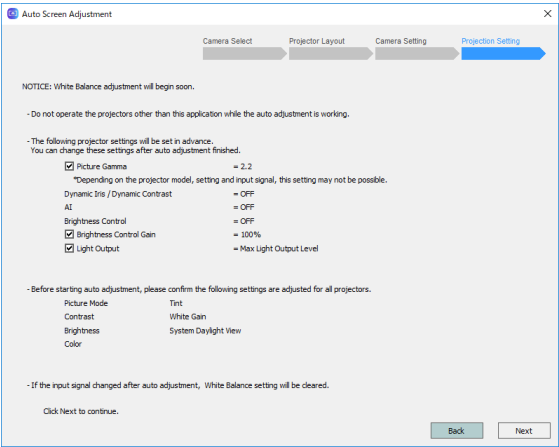 Auto Screen Adjustment
Camera Select Projector Layout Camera Setting Projection Setting
NOTICE: White Balance adjustment will begin soon.
- Do not operate the projectors other than this application while the auto adjustment is working.
- The following projector settings will be set in advance.
You can change these settings after auto adjustment finished.
Picture Gamma = 2.2
*Depending on the projector model, setting and input signal, this setting may not be possible.
Dynamic Iris / Dynamic Contrast = OFF
AI = OFF
Brightness Control = OFF
Brightness Control Gain = 100%
Light Output = Max Light Output Level
- Before starting auto adjustment, please confirm the following settings are adjusted for all projectors.
Picture Mode Tint
Contrast White Gain
Brightness System Daylight View
Color
- If the input signal changed after auto adjustment, White Balance setting will be cleared.
Click Next to continue.
Back Next